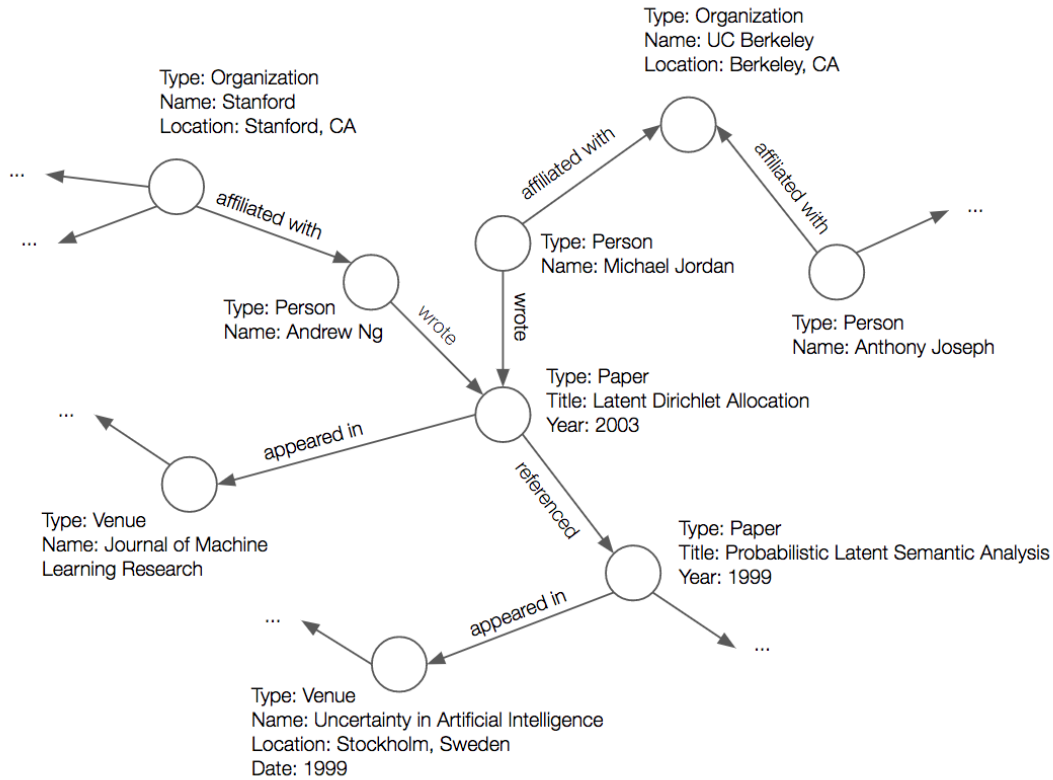 Type: Organization
Name: UC Berkeley
Location: Berkeley, CA
Type: Organization
Name: Stanford
Location: Stanford, CA
...
...
affiliated with
affiliated with
affiliated with
...
Type: Person
Name: Michael Jordan
Type: Person
Name: Andrew Ng
wrote
wrote
Type: Person
Name: Anthony Joseph
Type: Paper
Title: Latent Dirichlet Allocation
Year: 2003
...
appeared in
referenced
Type: Venue
Name: Journal of Machine
Learning Research
Type: Paper
Title: Probabilistic Latent Semantic Analysis
Year: 1999
...
appeared in
...
Type: Venue
Name: Uncertainty in Artificial Intelligence
Location: Stockholm, Sweden
Date: 1999